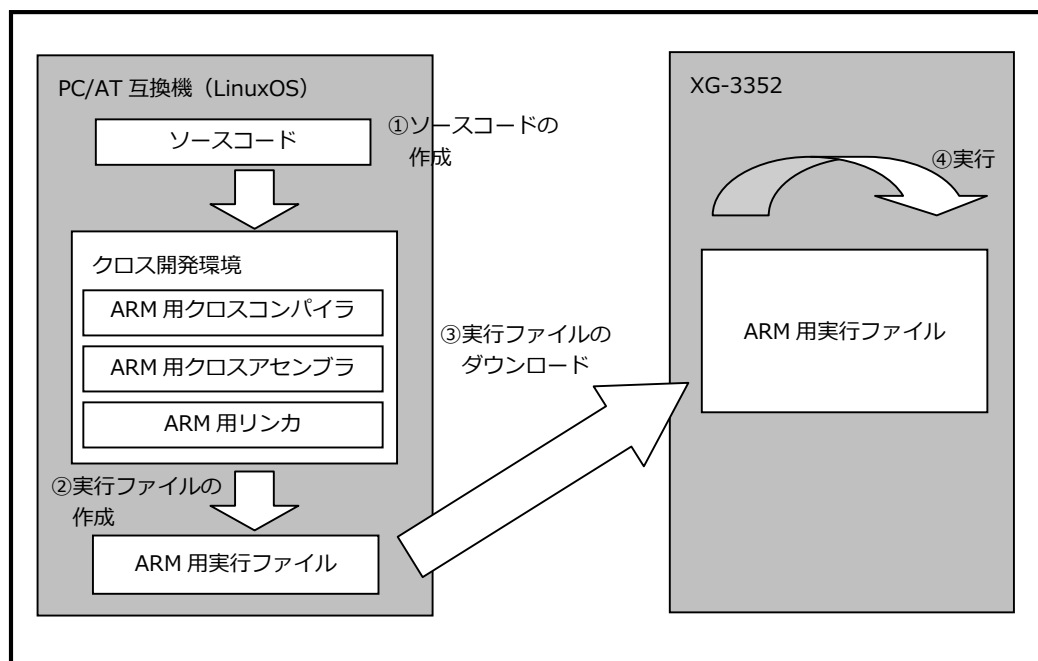 PC/AT 互換機（LinuxOS）
ソースコード
①ソースコードの
作成
クロス開発環境
ARM 用クロスコンパイラ
ARM 用クロスアセンブラ
ARM 用リンカ
②実行ファイルの
作成
ARM 用実行ファイル
③実行ファイルの
ダウンロード
XG-3352
④実行
ARM 用実行ファイル